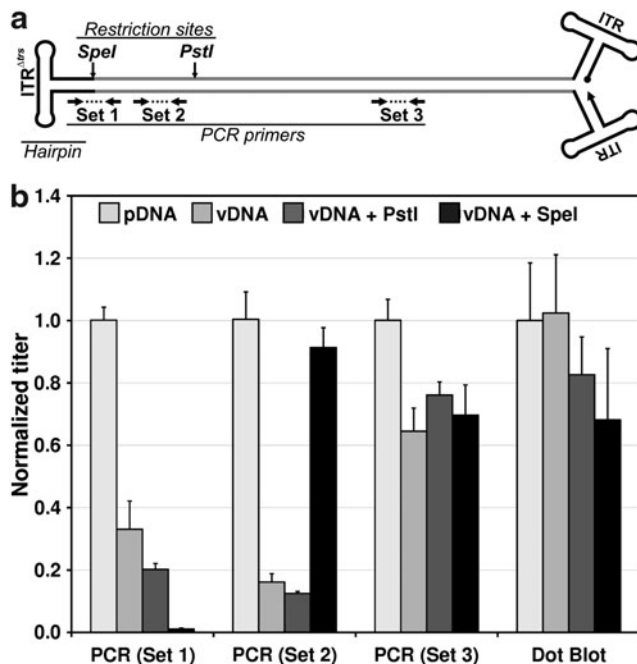 a
Restriction sites
SpeI PstI
ITRΔtrs
ITR
Set 1 Set 2 Set 3
PCR primers
Hairpin
ITR
b
1.4
pDNA vDNA vDNA + PstI vDNA + SpeI
1.2
1.0
0.8
0.6
0.4
0.2
0.0
Normalized titer
PCR (Set 1) PCR (Set 2) PCR (Set 3) Dot Blot